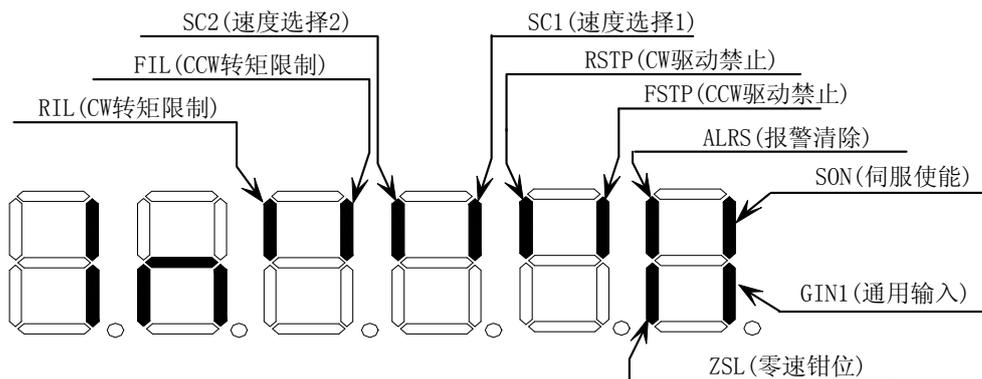 SC2(速度选择2)
SC1(速度选择1)
FIL(CCW转矩限制)
RSTP(CW驱动禁止)
RIL(CW转矩限制)
FSTP(CCW驱动禁止)
ALRS(报警清除)
SON(伺服使能)
GIN1(通用输入)
ZSL(零速钳位)